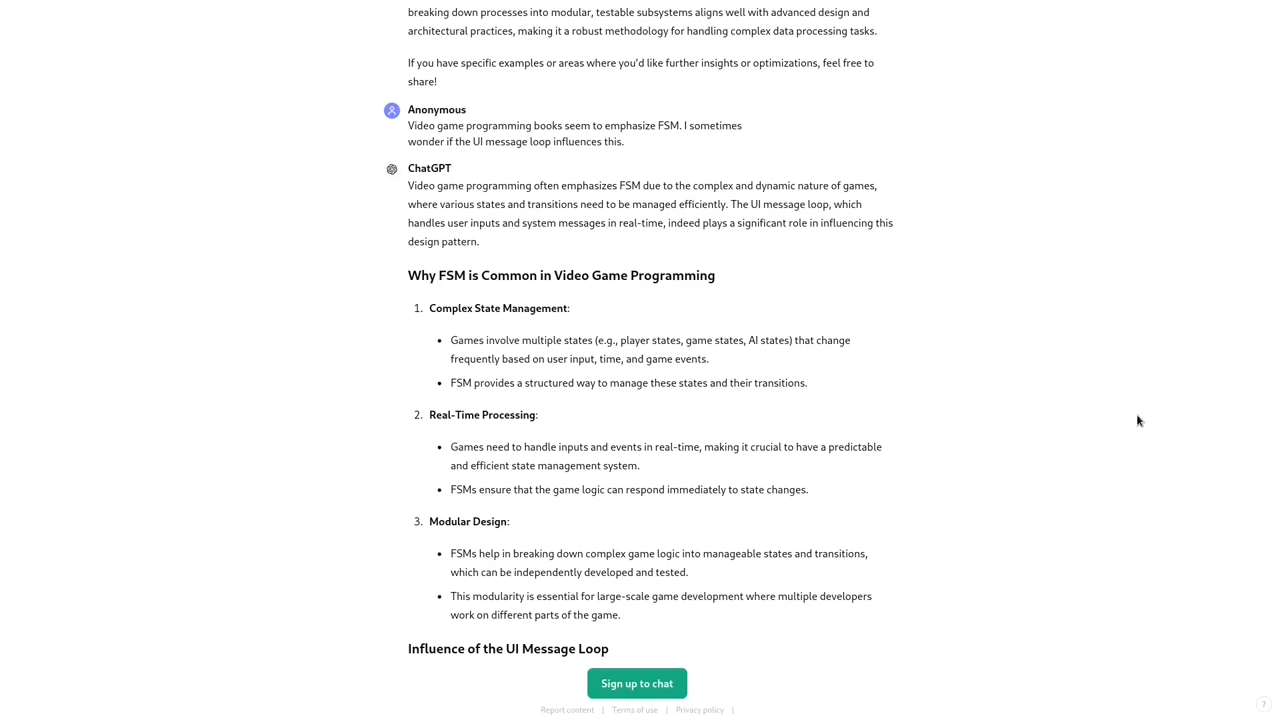 breaking down processes into modular, testable subsystems aligns well with advanced design and
architectural practices, making it a robust methodology for handling complex data processing tasks.
If you have specific examples or areas where you'd like further insights or optimizations, feel free to
share!
Anonymous
Video game programming books seem to emphasize FSM. I sometimes
wonder if the UI message loop influences this.
ChatGPT
Video game programming often emphasizes FSM due to the complex and dynamic nature of games,
where various states and transitions need to be managed efficiently. The UI message loop, which
handles user inputs and system messages in real-time, indeed plays a significant role in influencing this
design pattern.
Why FSM is Common in Video Game Programming
1. Complex State Management:
• Games involve multiple states (e.g., player states, game states, AI states) that change
frequently based on user input, time, and game events.
• FSM provides a structured way to manage these states and their transitions.
2. Real-Time Processing:
• Games need to handle inputs and events in real-time, making it crucial to have a predictable
and efficient state management system.
• FSMs ensure that the game logic can respond immediately to state changes.
3. Modular Design:
• FSMs help in breaking down complex game logic into manageable states and transitions,
which can be independently developed and tested.
• This modularity is essential for large-scale game development where multiple developers
work on different parts of the game.
Influence of the UI Message Loop
Sign up to chat
Report content | Terms of use | Privacy policy |
?